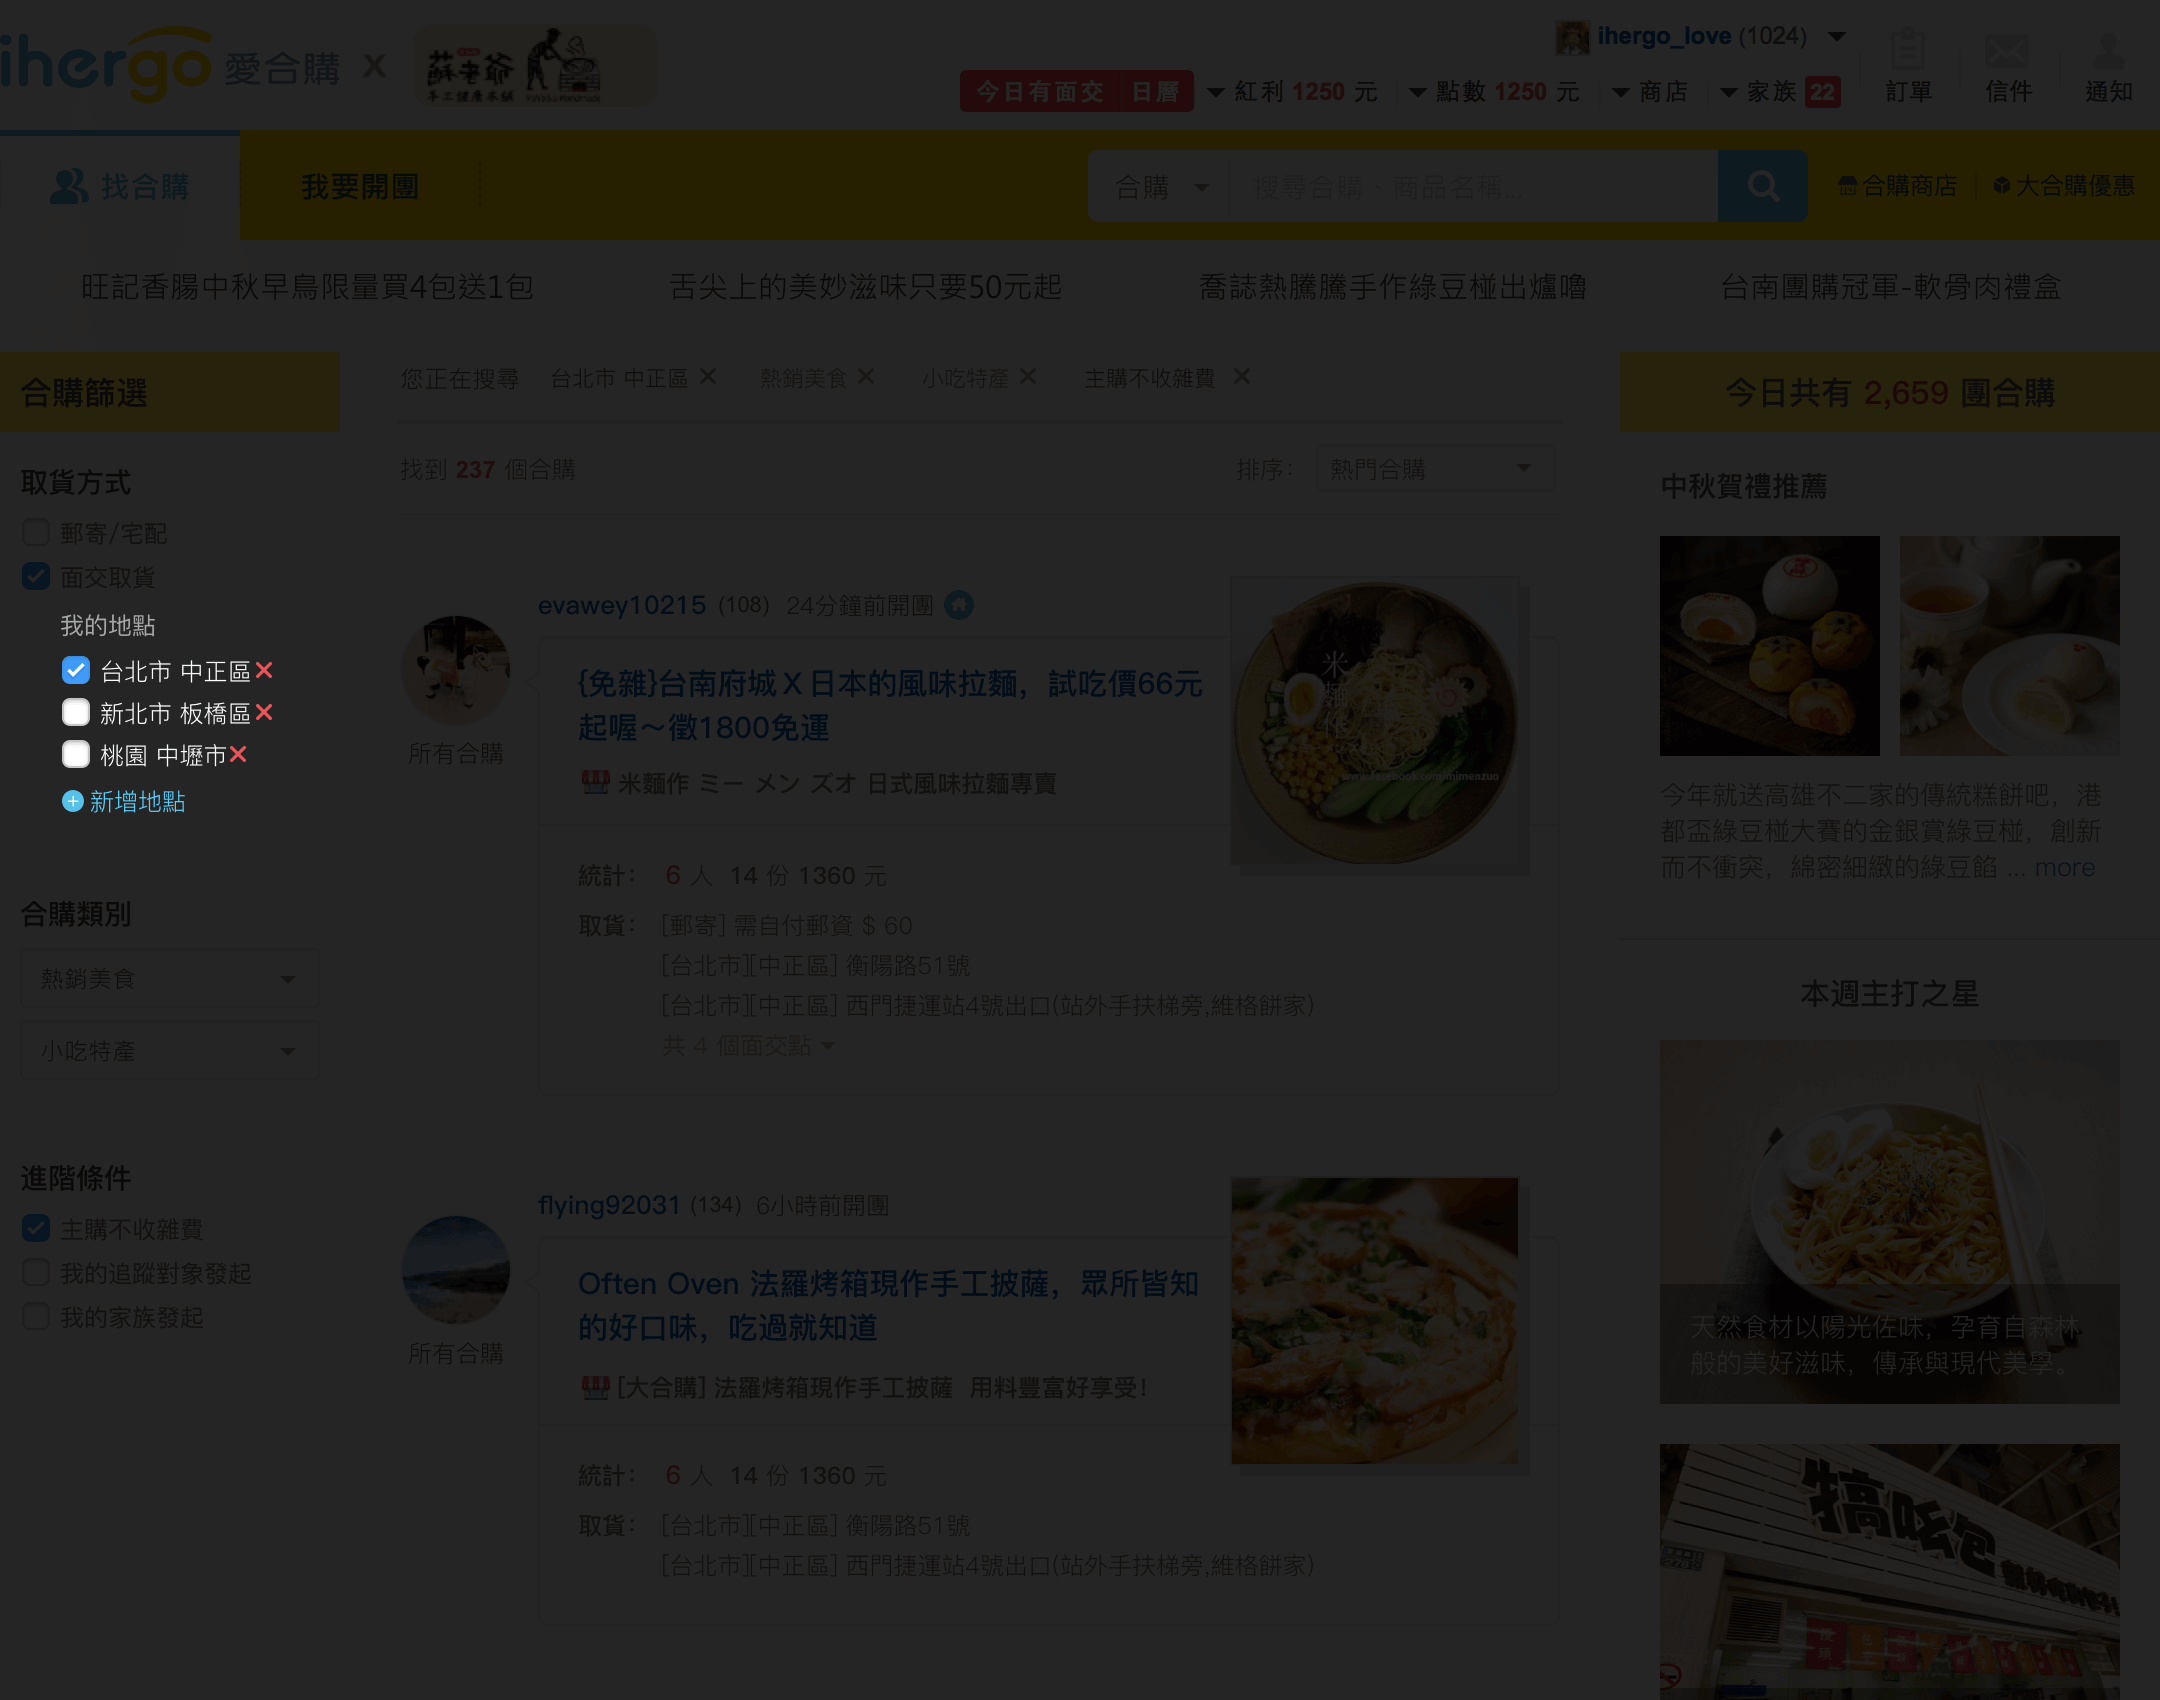 ihergo 愛合購 X
蘇老爺
手工健康本舖
ihergo_love (1024)
今日有面交 日曆
紅利 1250 元
點數 1250 元
商店
家族 22
訂單
信件
通知
找合購
我要開團
合購
搜尋合購、商品名稱...
合購商店
大合購優惠
旺記香腸中秋早鳥限量買4包送1包
舌尖上的美妙滋味只要50元起
喬誌熱騰騰手作綠豆椪出爐嚕
台南團購冠軍-軟骨肉禮盒
合購篩選
取貨方式
郵寄/宅配
面交取貨
我的地點
台北市 中正區
新北市 板橋區
桃園 中壢市
新增地點
合購類別
熱銷美食
小吃特產
進階條件
主購不收雜費
我的追蹤對象發起
我的家族發起
您正在搜尋 台北市 中正區 熱銷美食 小吃特產 主購不收雜費
找到 237 個合購
排序: 熱門合購
evawey10215 (108) 24分鐘前開團
所有合購
{免雜}台南府城X日本的風味拉麵，試吃價66元
起喔～徵1800免運
米麵作 ミー メン ズオ 日式風味拉麵專賣
米麵作
www.facebook.com/mimenzuo
統計: 6 人 14 份 1360 元
取貨: [郵寄] 需自付郵資 $ 60
[台北市][中正區] 衡陽路51號
[台北市][中正區] 西門捷運站4號出口(站外手扶梯旁,維格餅家)
共 4 個面交點
flying92031 (134) 6小時前開團
所有合購
Often Oven 法羅烤箱現作手工披薩，眾所皆知
的好口味，吃過就知道
[大合購] 法羅烤箱現作手工披薩 用料豐富好享受!
統計: 6 人 14 份 1360 元
取貨: [台北市][中正區] 衡陽路51號
[台北市][中正區] 西門捷運站4號出口(站外手扶梯旁,維格餅家)
今日共有 2,659 團合購
中秋賀禮推薦
今年就送高雄不二家的傳統糕餅吧，港
都盃綠豆椪大賽的金銀賞綠豆椪，創新
而不衝突，綿密細緻的綠豆餡 ... more
本週主打之星
天然食材以陽光佐味，孕育自森林
般的美好滋味，傳承與現代美學。
搞吃包